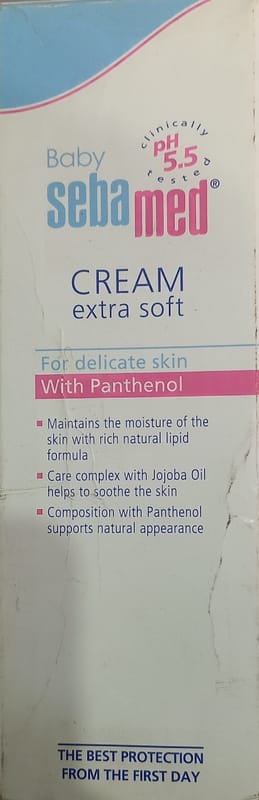 clinically
pH
5.5
tested
Baby
sebamed®
CREAM
extra soft
For delicate skin
With Panthenol
Maintains the moisture of the
skin with rich natural lipid
formula
Care complex with Jojoba Oil
helps to soothe the skin
Composition with Panthenol
supports natural appearance
THE BEST PROTECTION
FROM THE FIRST DAY